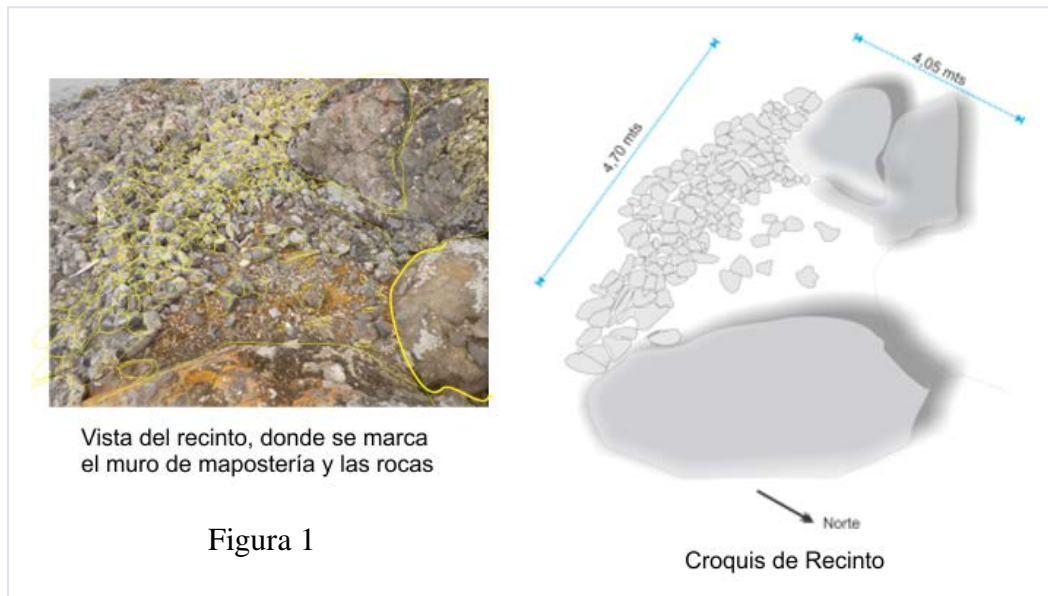 4,70 mts
4,05 mts
Vista del recinto, donde se marca
el muro de mapostería y las rocas
Figura 1
Norte
Croquis de Recinto